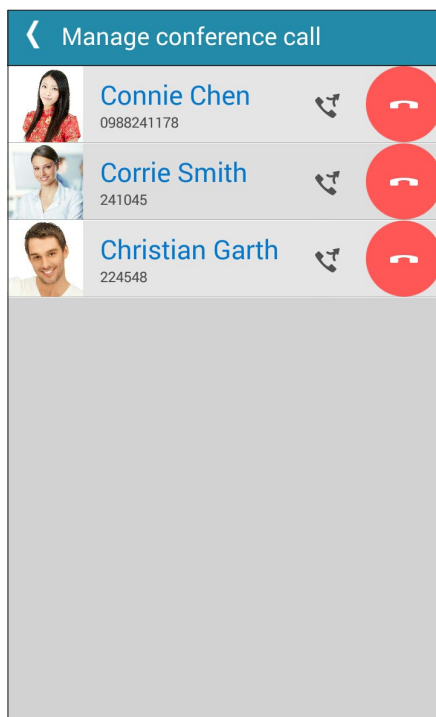 Manage conference call
Connie Chen
0988241178
Corrie Smith
241045
Christian Garth
224548